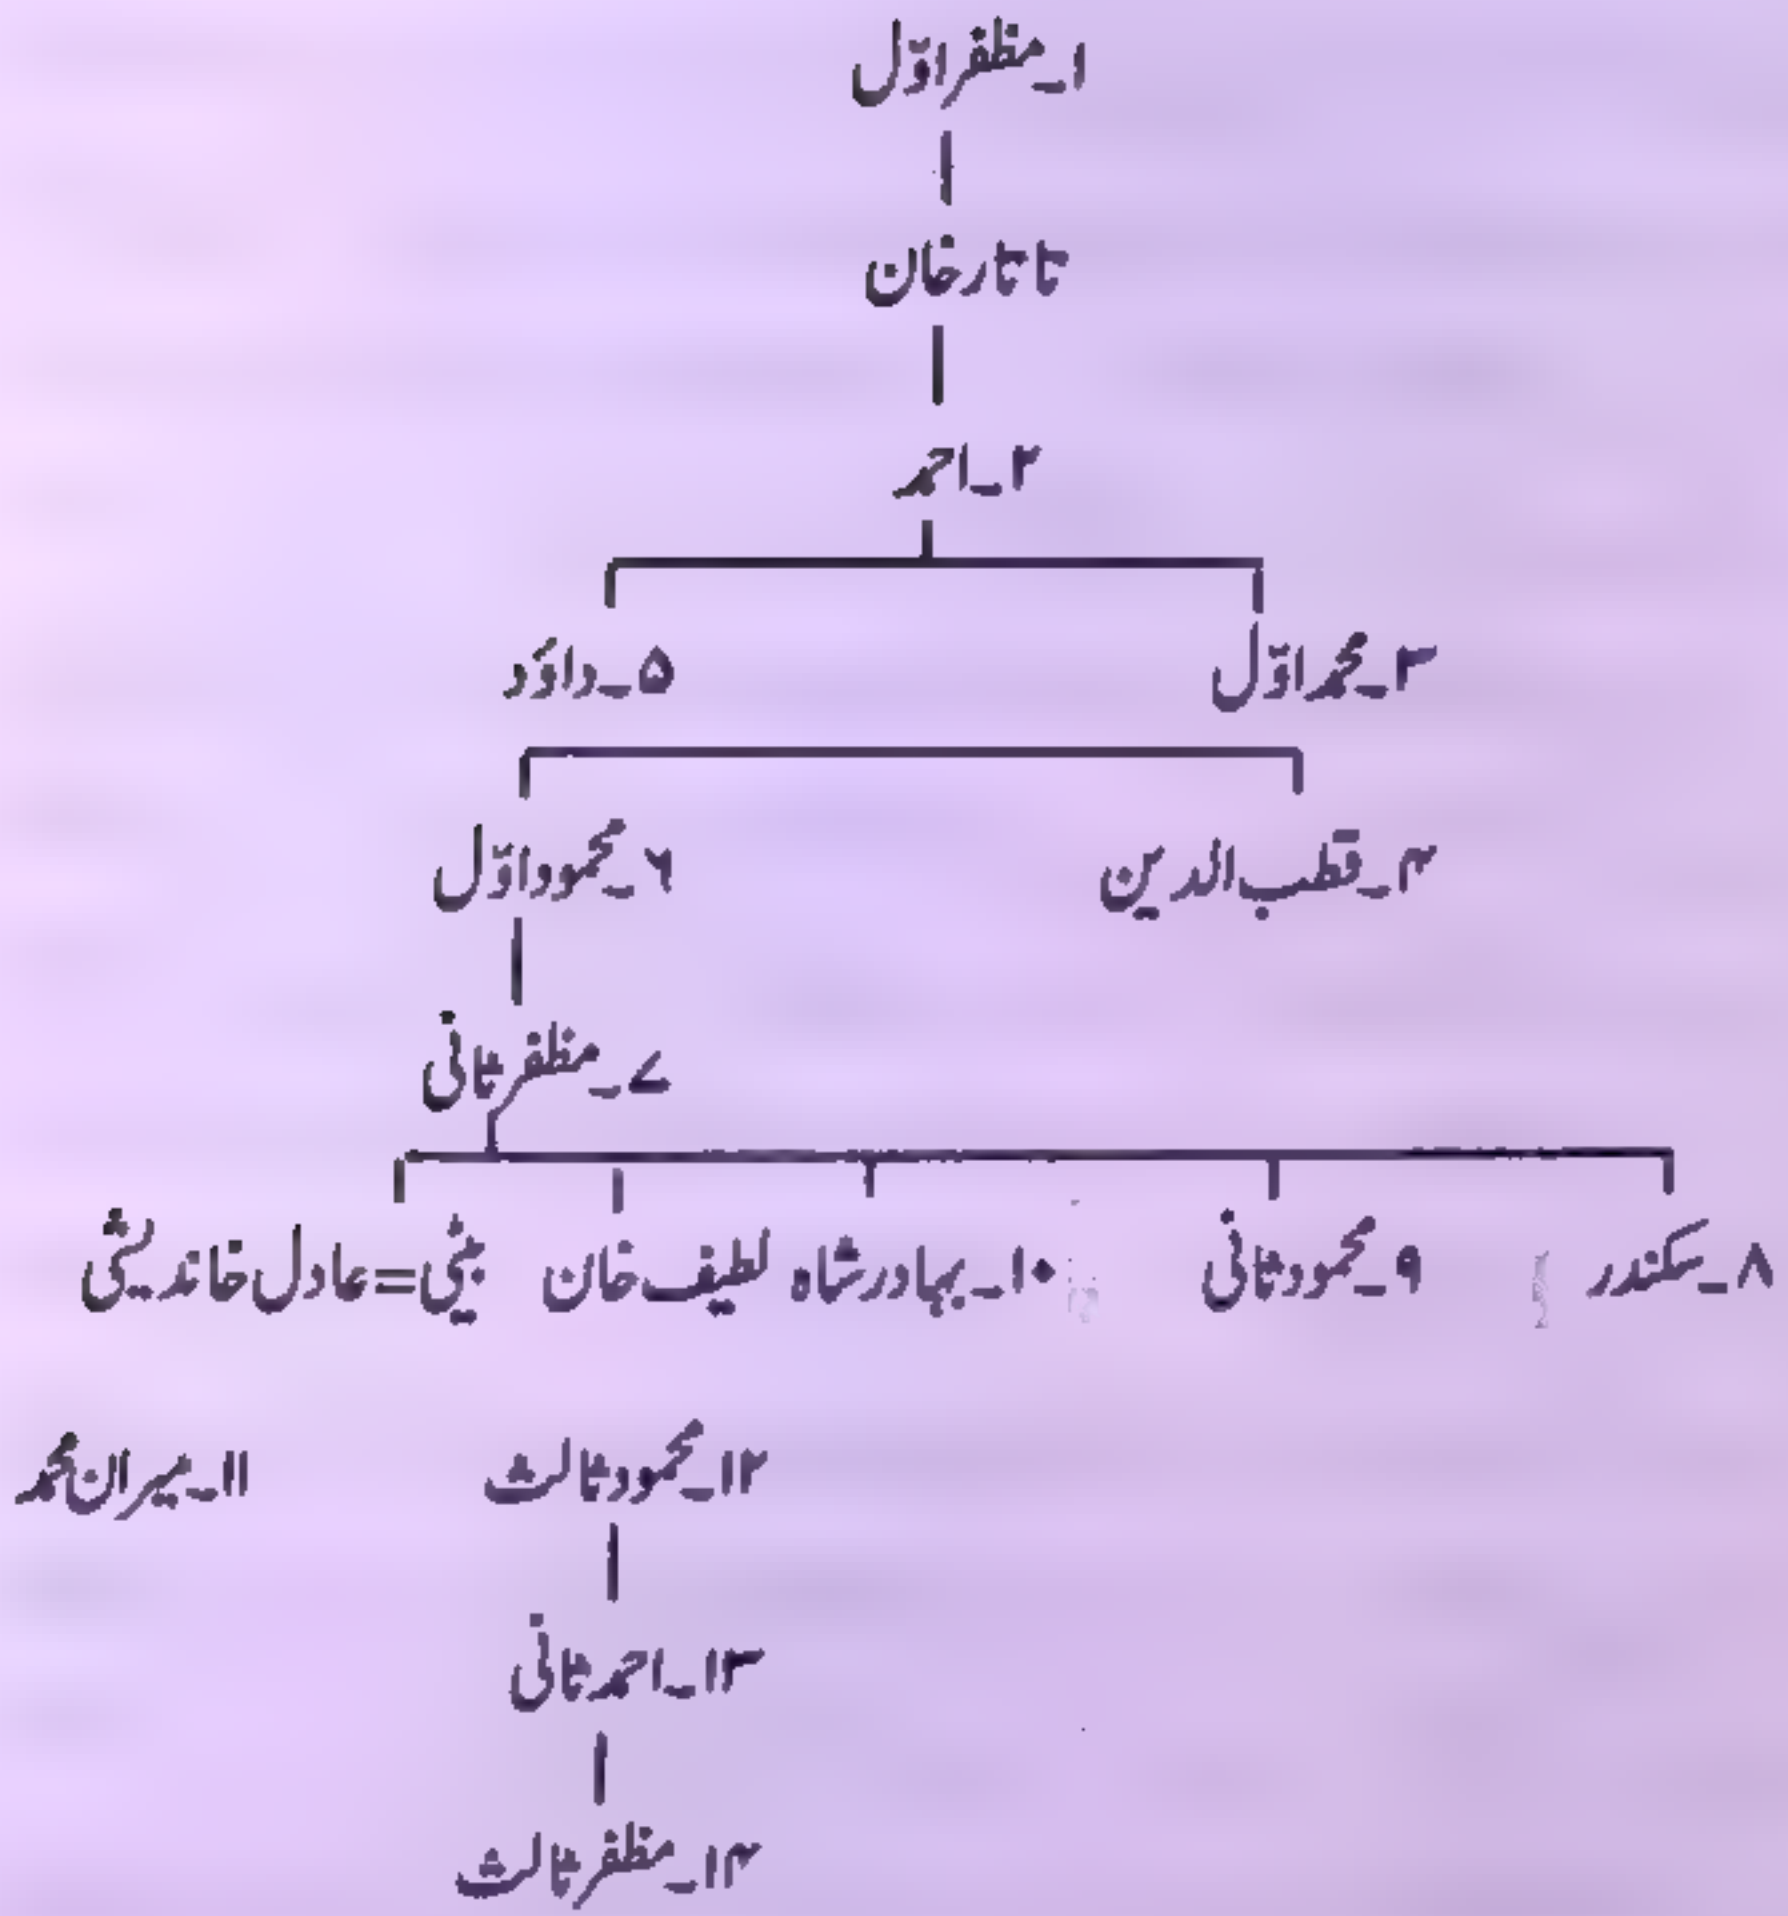 ۱۔مظفر اوّل
تاتارخان
۲۔احمد
۳۔محمد اوّل ۵۔داوَد
۴۔قطب الدین ۶۔محمود اوّل
۷۔مظفر ثانی
۸۔سکندر ۹۔محمود ثانی ۱۰۔بہادر شاہ لطیف خان بیٹی=عادل خاندیشی
۱۲۔محمود ثالث ۱۱۔میران محمد
۱۳۔احمد ثانی
۱۴۔مظفر ثالث